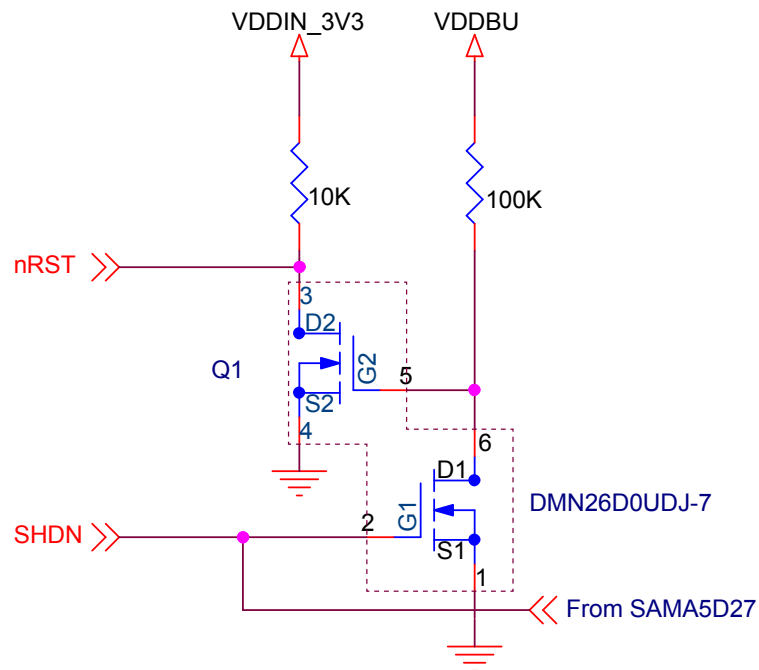 VDDIN_3V3 VDDBU
10K 100K
nRST
3
D2
Q1 G2 5
S2
4
6
D1
DMN26D0UDJ-7
SHDN 2 G1
S1
1
From SAMA5D27